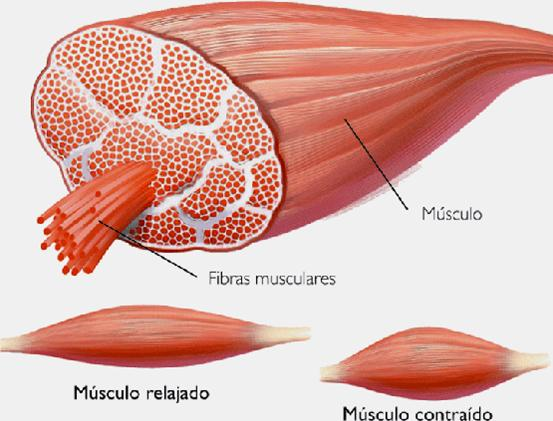 Músculo
Fibras musculares
Músculo relajado
Músculo contraído